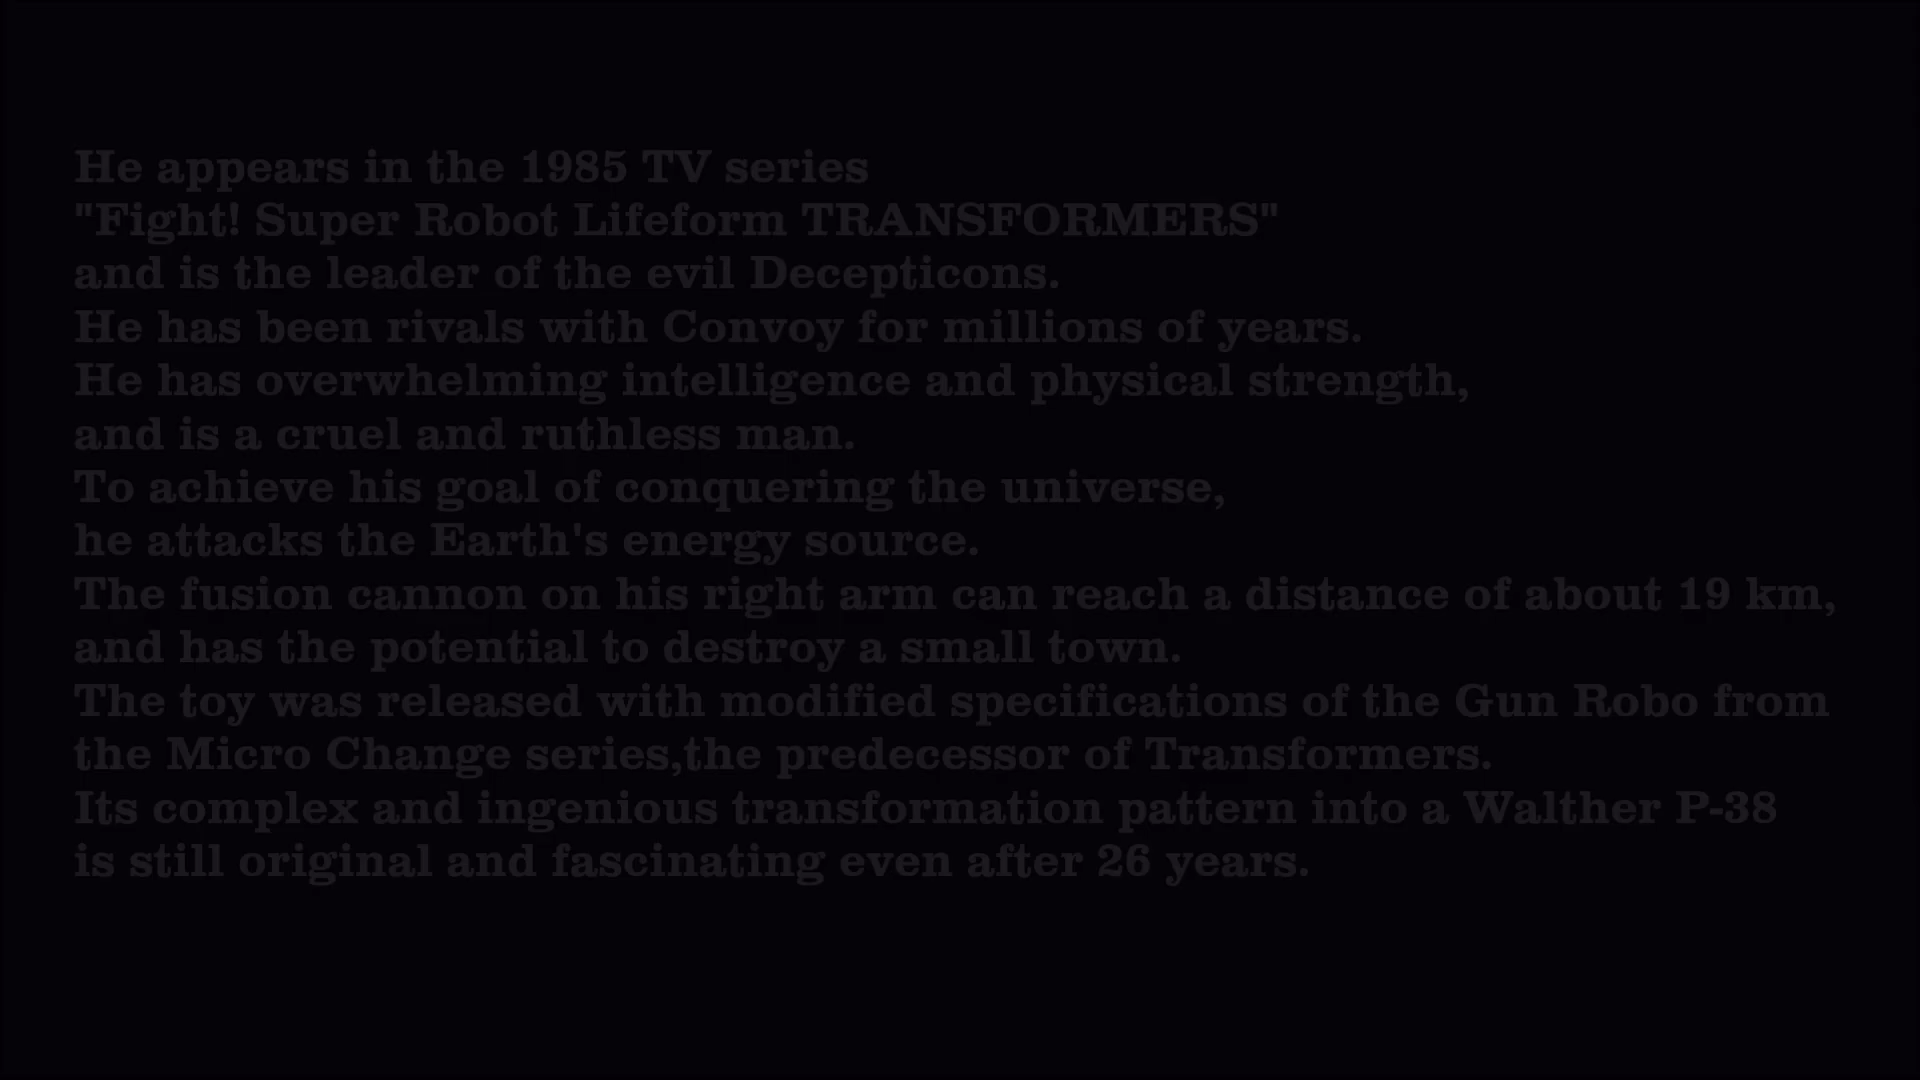 He appears in the 1985 TV series
"Fight! Super Robot Lifeform TRANSFORMERS"
and is the leader of the evil Decepticons.
He has been rivals with Convoy for millions of years.
He has overwhelming intelligence and physical strength,
and is a cruel and ruthless man.
To achieve his goal of conquering the universe,
he attacks the Earth's energy source.
The fusion cannon on his right arm can reach a distance of about 19 km,
and has the potential to destroy a small town.
The toy was released with modified specifications of the Gun Robo from
the Micro Change series,the predecessor of Transformers.
Its complex and ingenious transformation pattern into a Walther P-38
is still original and fascinating even after 26 years.